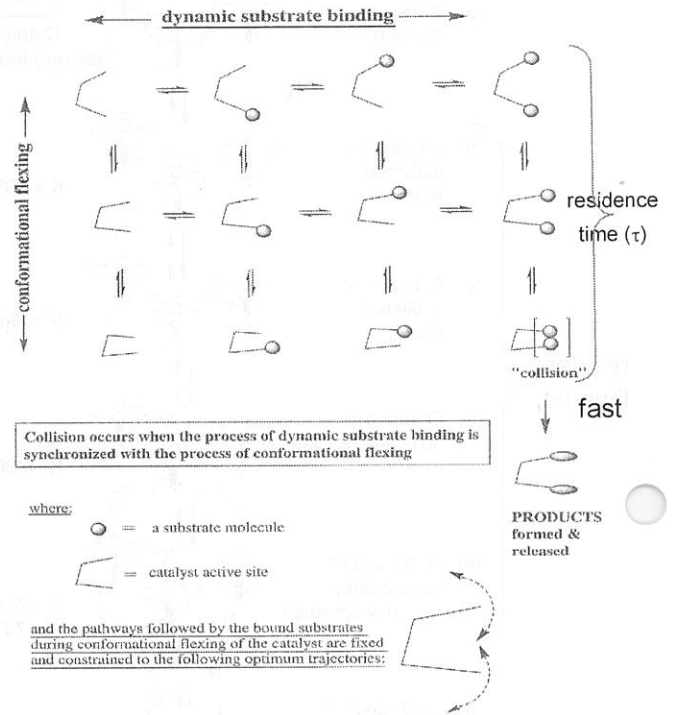 dynamic substrate binding
conformational flexing
residence
time (τ)
"collision"
fast
Collision occurs when the process of dynamic substrate binding is
synchronized with the process of conformational flexing
PRODUCTS
formed &
released
where:
= a substrate molecule
= catalyst active site
and the pathways followed by the bound substrates
during conformational flexing of the catalyst are fixed
and constrained to the following optimum trajectories: